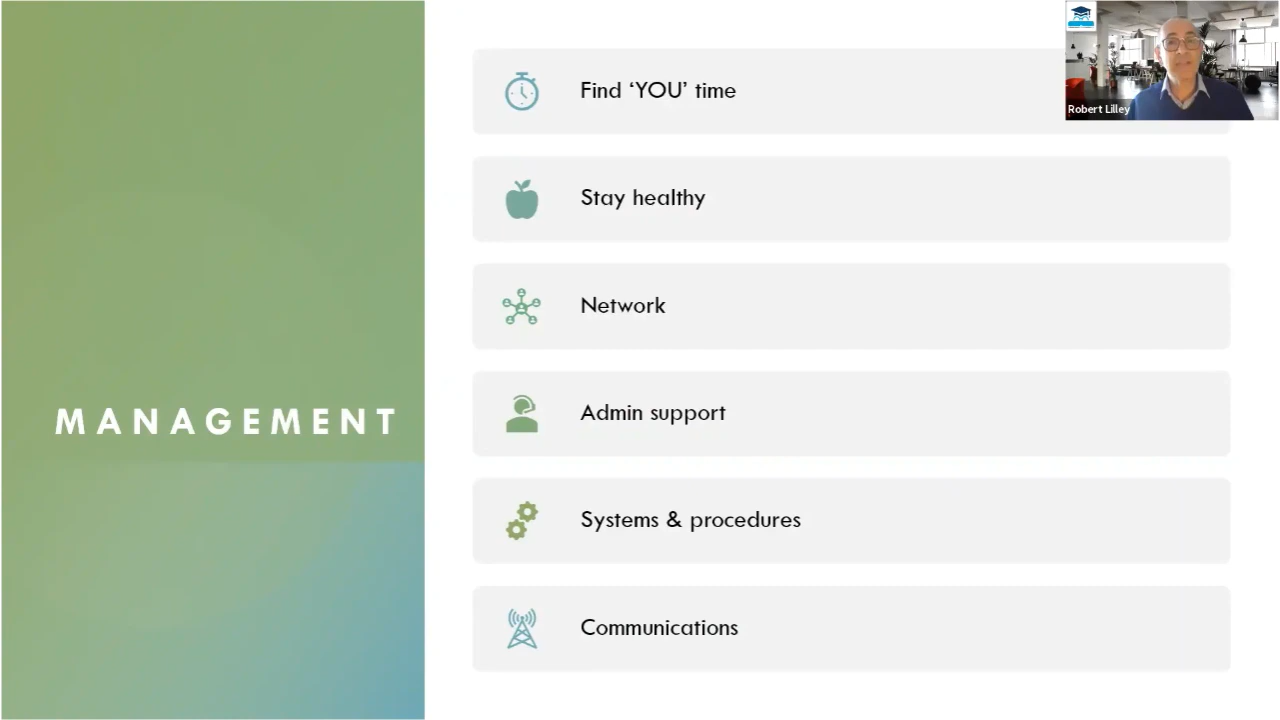 MANAGEMENT
Find ‘YOU’ time
Stay healthy
Network
Admin support
Systems & procedures
Communications
Robert Lilley